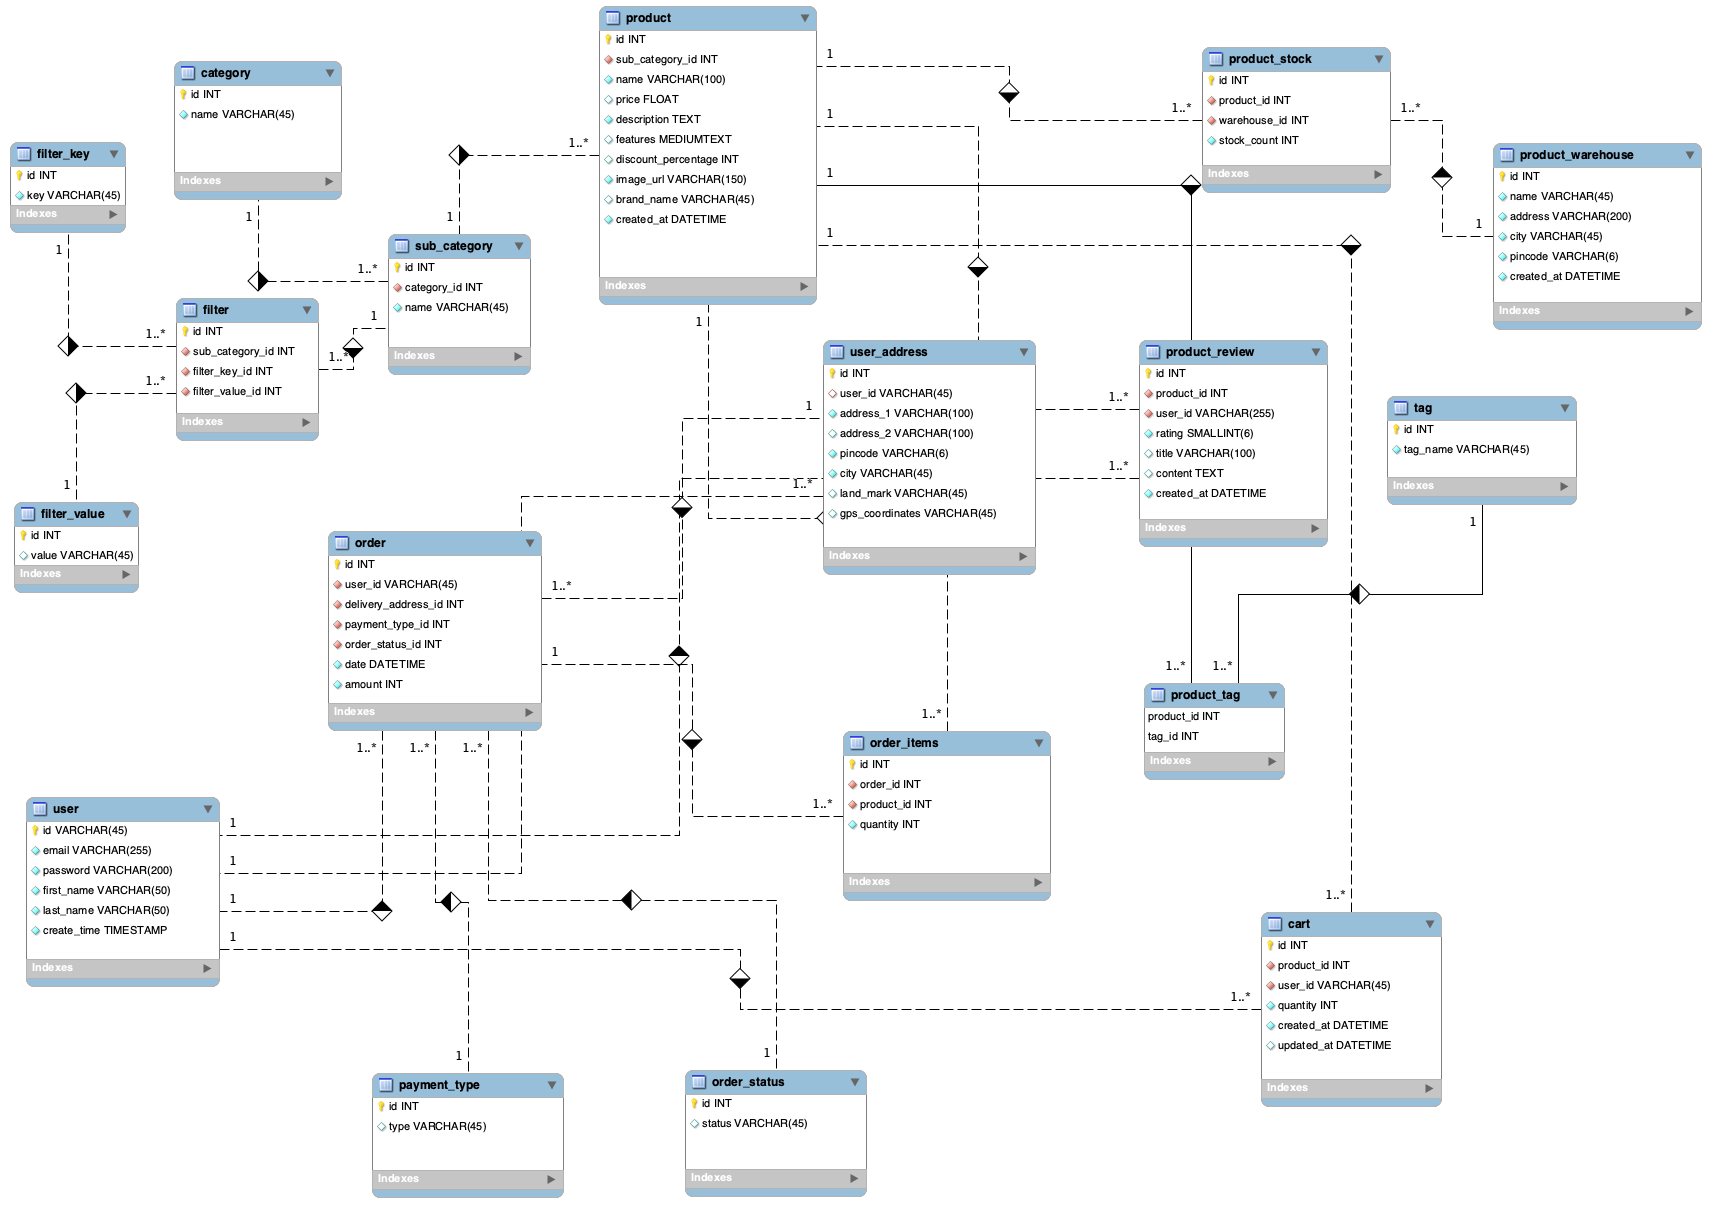 product
id INT
sub_category_id INT
name VARCHAR(100)
price FLOAT
description TEXT
features MEDIUMTEXT
discount_percentage INT
image_url VARCHAR(150)
brand_name VARCHAR(45)
created_at DATETIME
Indexes
1
1
1
1
1
1..*
product_stock
id INT
product_id INT
warehouse_id INT
stock_count INT
Indexes
1..*
1..*
category
id INT
name VARCHAR(45)
Indexes
1
filter_key
id INT
key VARCHAR(45)
Indexes
1
product_warehouse
id INT
name VARCHAR(45)
address VARCHAR(200)
city VARCHAR(45)
pincode VARCHAR(6)
created_at DATETIME
Indexes
1
sub_category
id INT
category_id INT
name VARCHAR(45)
Indexes
1
1..*
1
filter
id INT
sub_category_id INT
filter_key_id INT
filter_value_id INT
Indexes
1..*
1..*
1..*
user_address
id INT
user_id VARCHAR(45)
address_1 VARCHAR(100)
address_2 VARCHAR(100)
pincode VARCHAR(6)
city VARCHAR(45)
land_mark VARCHAR(45)
gps_coordinates VARCHAR(45)
Indexes
1
1..*
product_review
id INT
product_id INT
user_id VARCHAR(255)
rating SMALLINT(6)
title VARCHAR(100)
content TEXT
created_at DATETIME
Indexes
1..*
1..*
tag
id INT
tag_name VARCHAR(45)
Indexes
1
filter_value
id INT
value VARCHAR(45)
Indexes
1
order
id INT
user_id VARCHAR(45)
delivery_address_id INT
payment_type_id INT
order_status_id INT
date DATETIME
amount INT
Indexes
1..*
1
1..*
1..*
1..*
product_tag
product_id INT
tag_id INT
Indexes
1..*
1..*
order_items
id INT
order_id INT
product_id INT
quantity INT
Indexes
1..*
1..*
user
id VARCHAR(45)
email VARCHAR(255)
password VARCHAR(200)
first_name VARCHAR(50)
last_name VARCHAR(50)
create_time TIMESTAMP
Indexes
1
1
1
1
cart
id INT
product_id INT
user_id VARCHAR(45)
quantity INT
created_at DATETIME
updated_at DATETIME
Indexes
1..*
1..*
payment_type
id INT
type VARCHAR(45)
Indexes
1
order_status
id INT
status VARCHAR(45)
Indexes
1